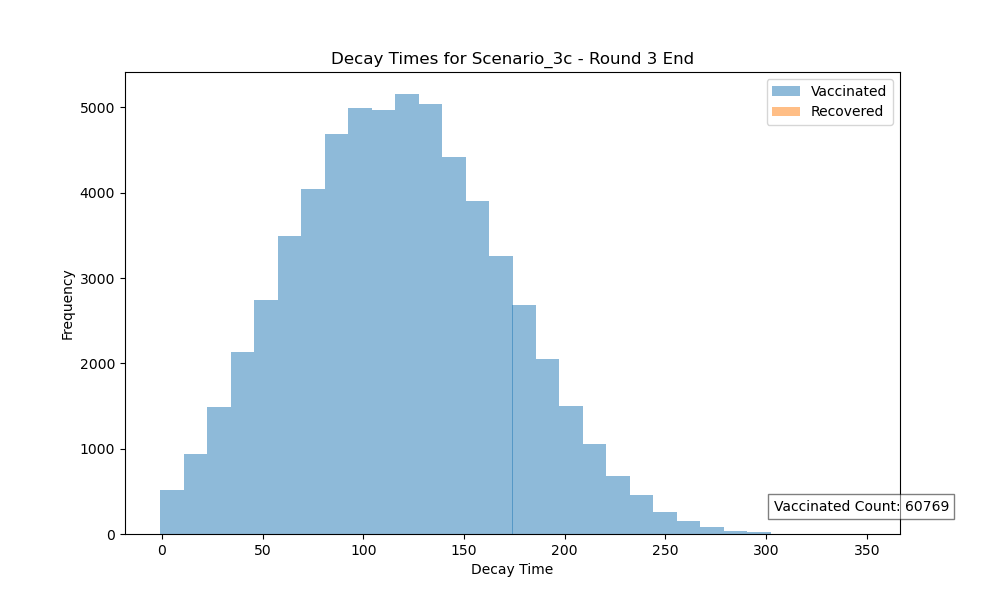 Decay Times for Scenario_3c - Round 3 End
Vaccinated
Recovered
5000
4000
3000
2000
1000
0
Frequency
Vaccinated Count: 60769
0 50 100 150 200 250 300 350
Decay Time